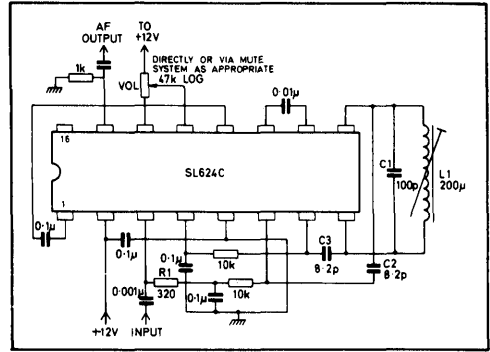 AF
OUTPUT
TO
+12V
DIRECTLY OR VIA MUTE
SYSTEM AS APPROPRIATE
47k LOG
VOL
1k
0·01µ
16
SL624C
C1
100p
L1
200µ
1
0·1µ
0·1µ
0·1µ
10k
C3
8·2p
C2
8·2p
R1
320
0·001µ
0·1µ
10k
+12V
INPUT